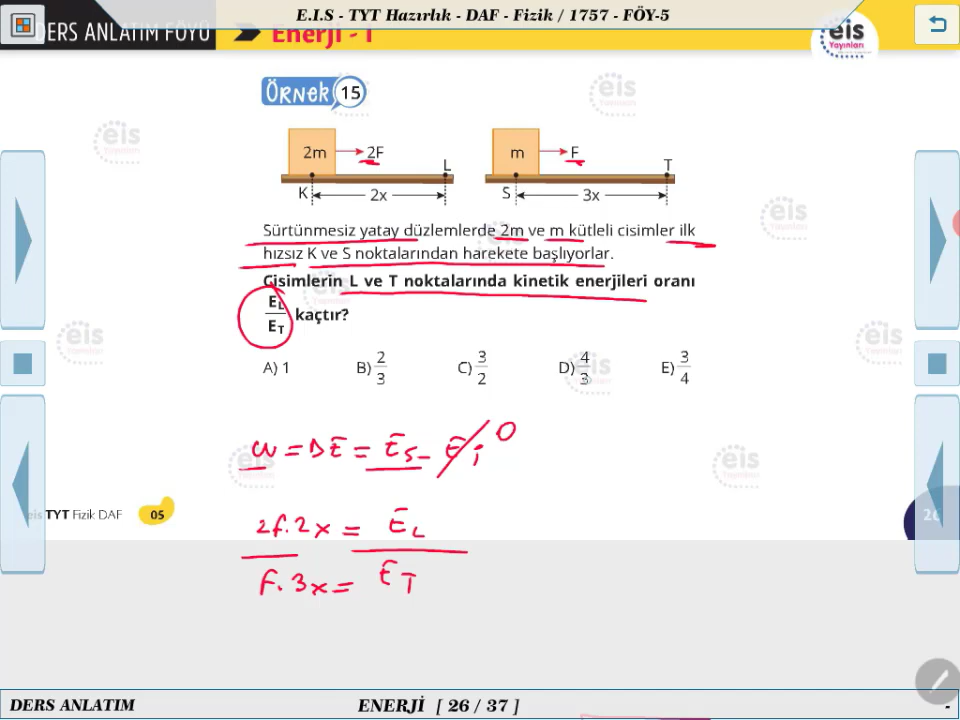 E.I.S - TYT Hazırlık - DAF - Fizik / 1757 - FÖY-5
DERS ANLATIM FÖYÜ
Enerji - I
eis
Yayınları
ÖRNEK 15
2m 2F L
K 2x
m F T
S 3x
Sürtünmesiz yatay düzlemlerde 2m ve m kütleli cisimler ilk
hızsız K ve S noktalarından harekete başlıyorlar.
Cisimlerin L ve T noktalarında kinetik enerjileri oranı
E_L/E_T kaçtır?
A) 1 B) 2/3 C) 3/2 D) 4/3 E) 3/4
W = ΔE = Es - Ei 0
2F.2x = E_L
F.3x = E_T
eis TYT Fizik DAF 05
26
DERS ANLATIM ENERJİ [ 26 / 37 ] -